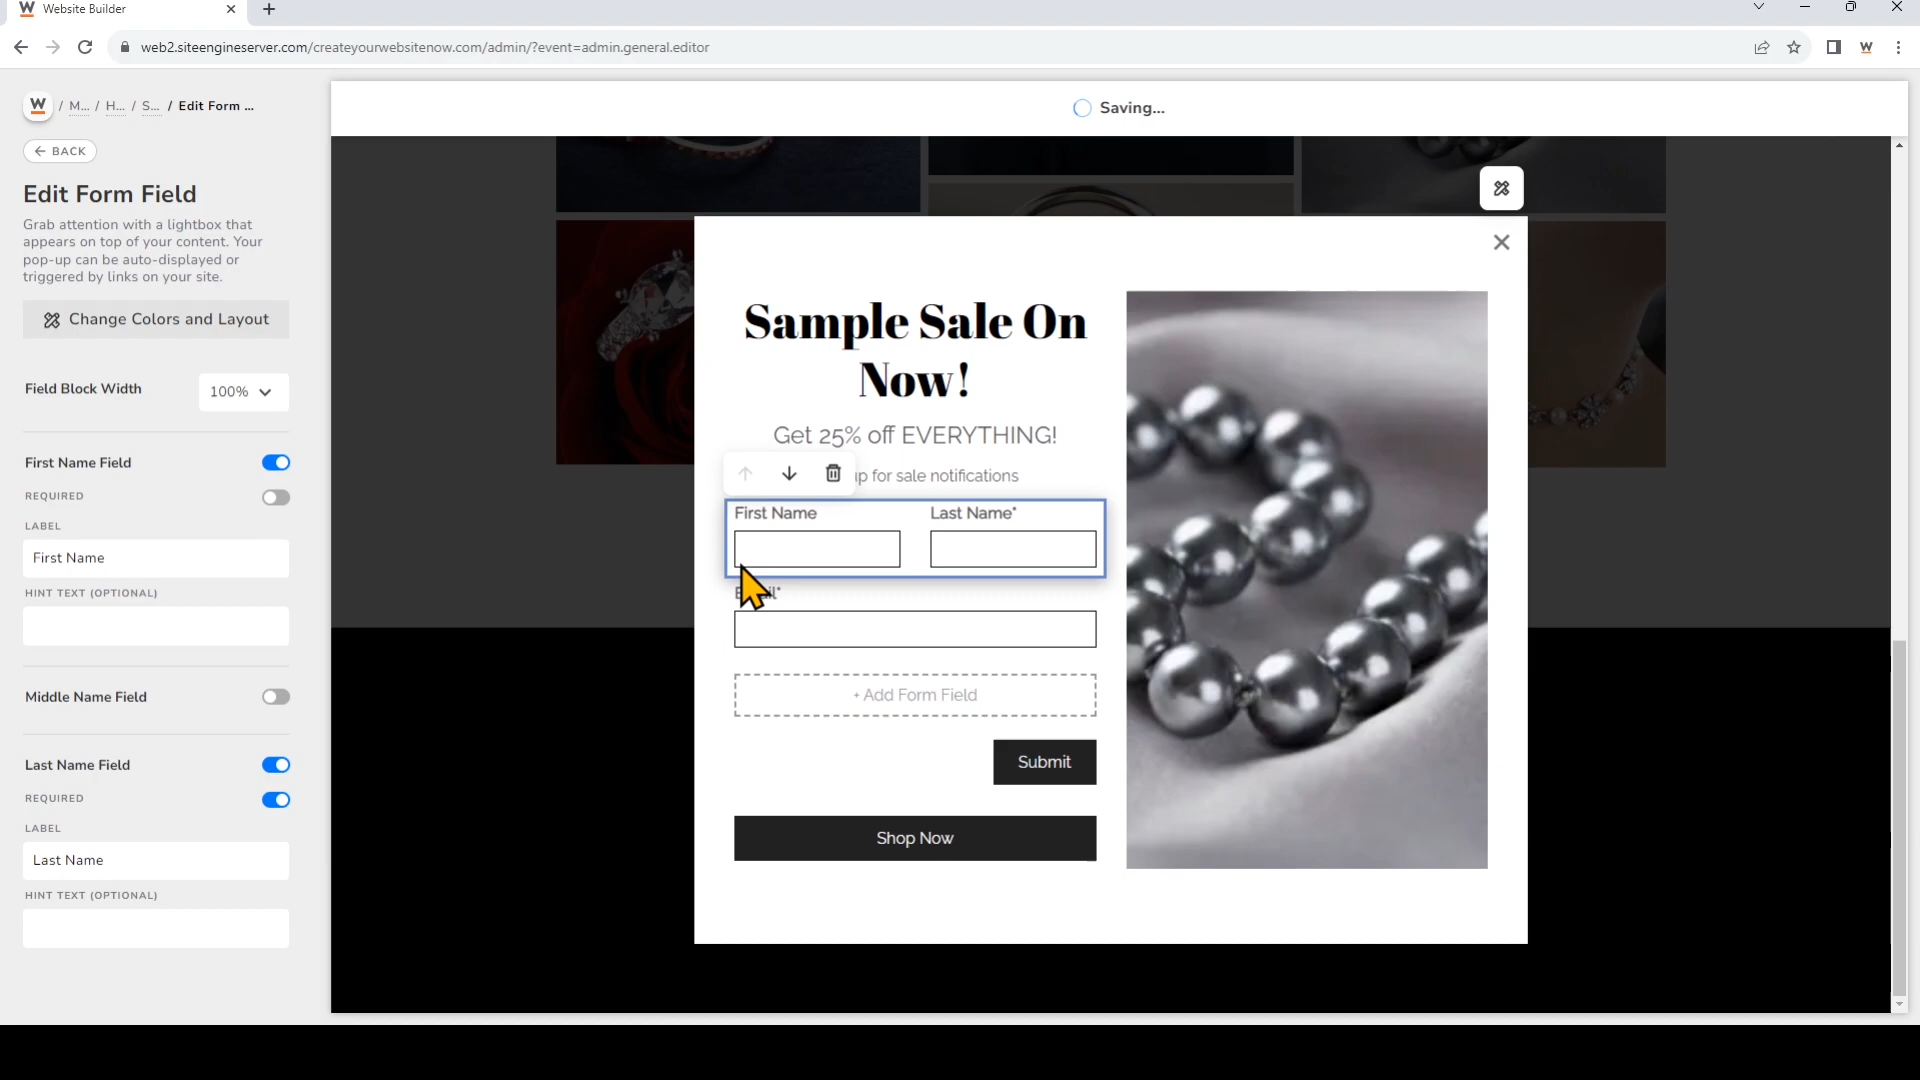 Website Builder
web2.siteengineserver.com/createyourwebsitenow.com/admin/?event=admin.general.editor
W / M... / H... / S... / Edit Form ...
BACK
Edit Form Field
Grab attention with a lightbox that
appears on top of your content. Your
pop-up can be auto-displayed or
triggered by links on your site.
Change Colors and Layout
Field Block Width 100%
First Name Field
REQUIRED
LABEL
First Name
HINT TEXT (OPTIONAL)
Middle Name Field
Last Name Field
REQUIRED
LABEL
Last Name
HINT TEXT (OPTIONAL)
Saving...
Sample Sale On
Now!
Get 25% off EVERYTHING!
up for sale notifications
First Name Last Name*
+ Add Form Field
Submit
Shop Now